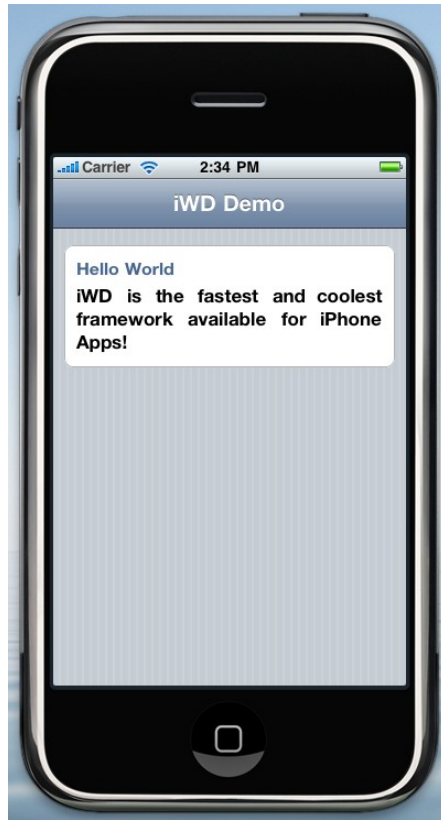 Carrier 2:34 PM
iWD Demo
Hello World
iWD is the fastest and coolest
framework available for iPhone
Apps!